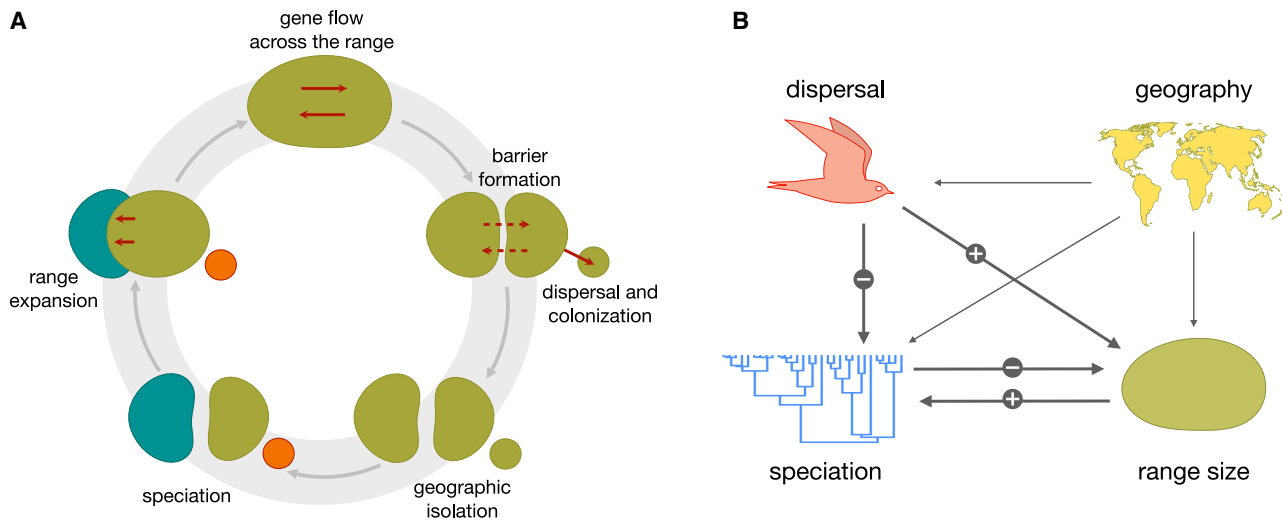 A
gene flow
across the range
barrier
formation
dispersal and
colonization
geographic
isolation
speciation
range
expansion
B
dispersal
geography
+
−
−
+
speciation
range size